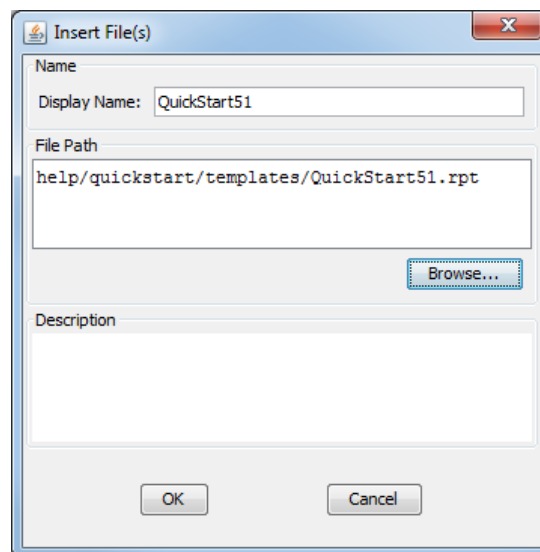 Insert File(s)
Name
Display Name: QuickStart51
File Path
help/quickstart/templates/QuickStart51.rpt
Browse...
Description
OK Cancel